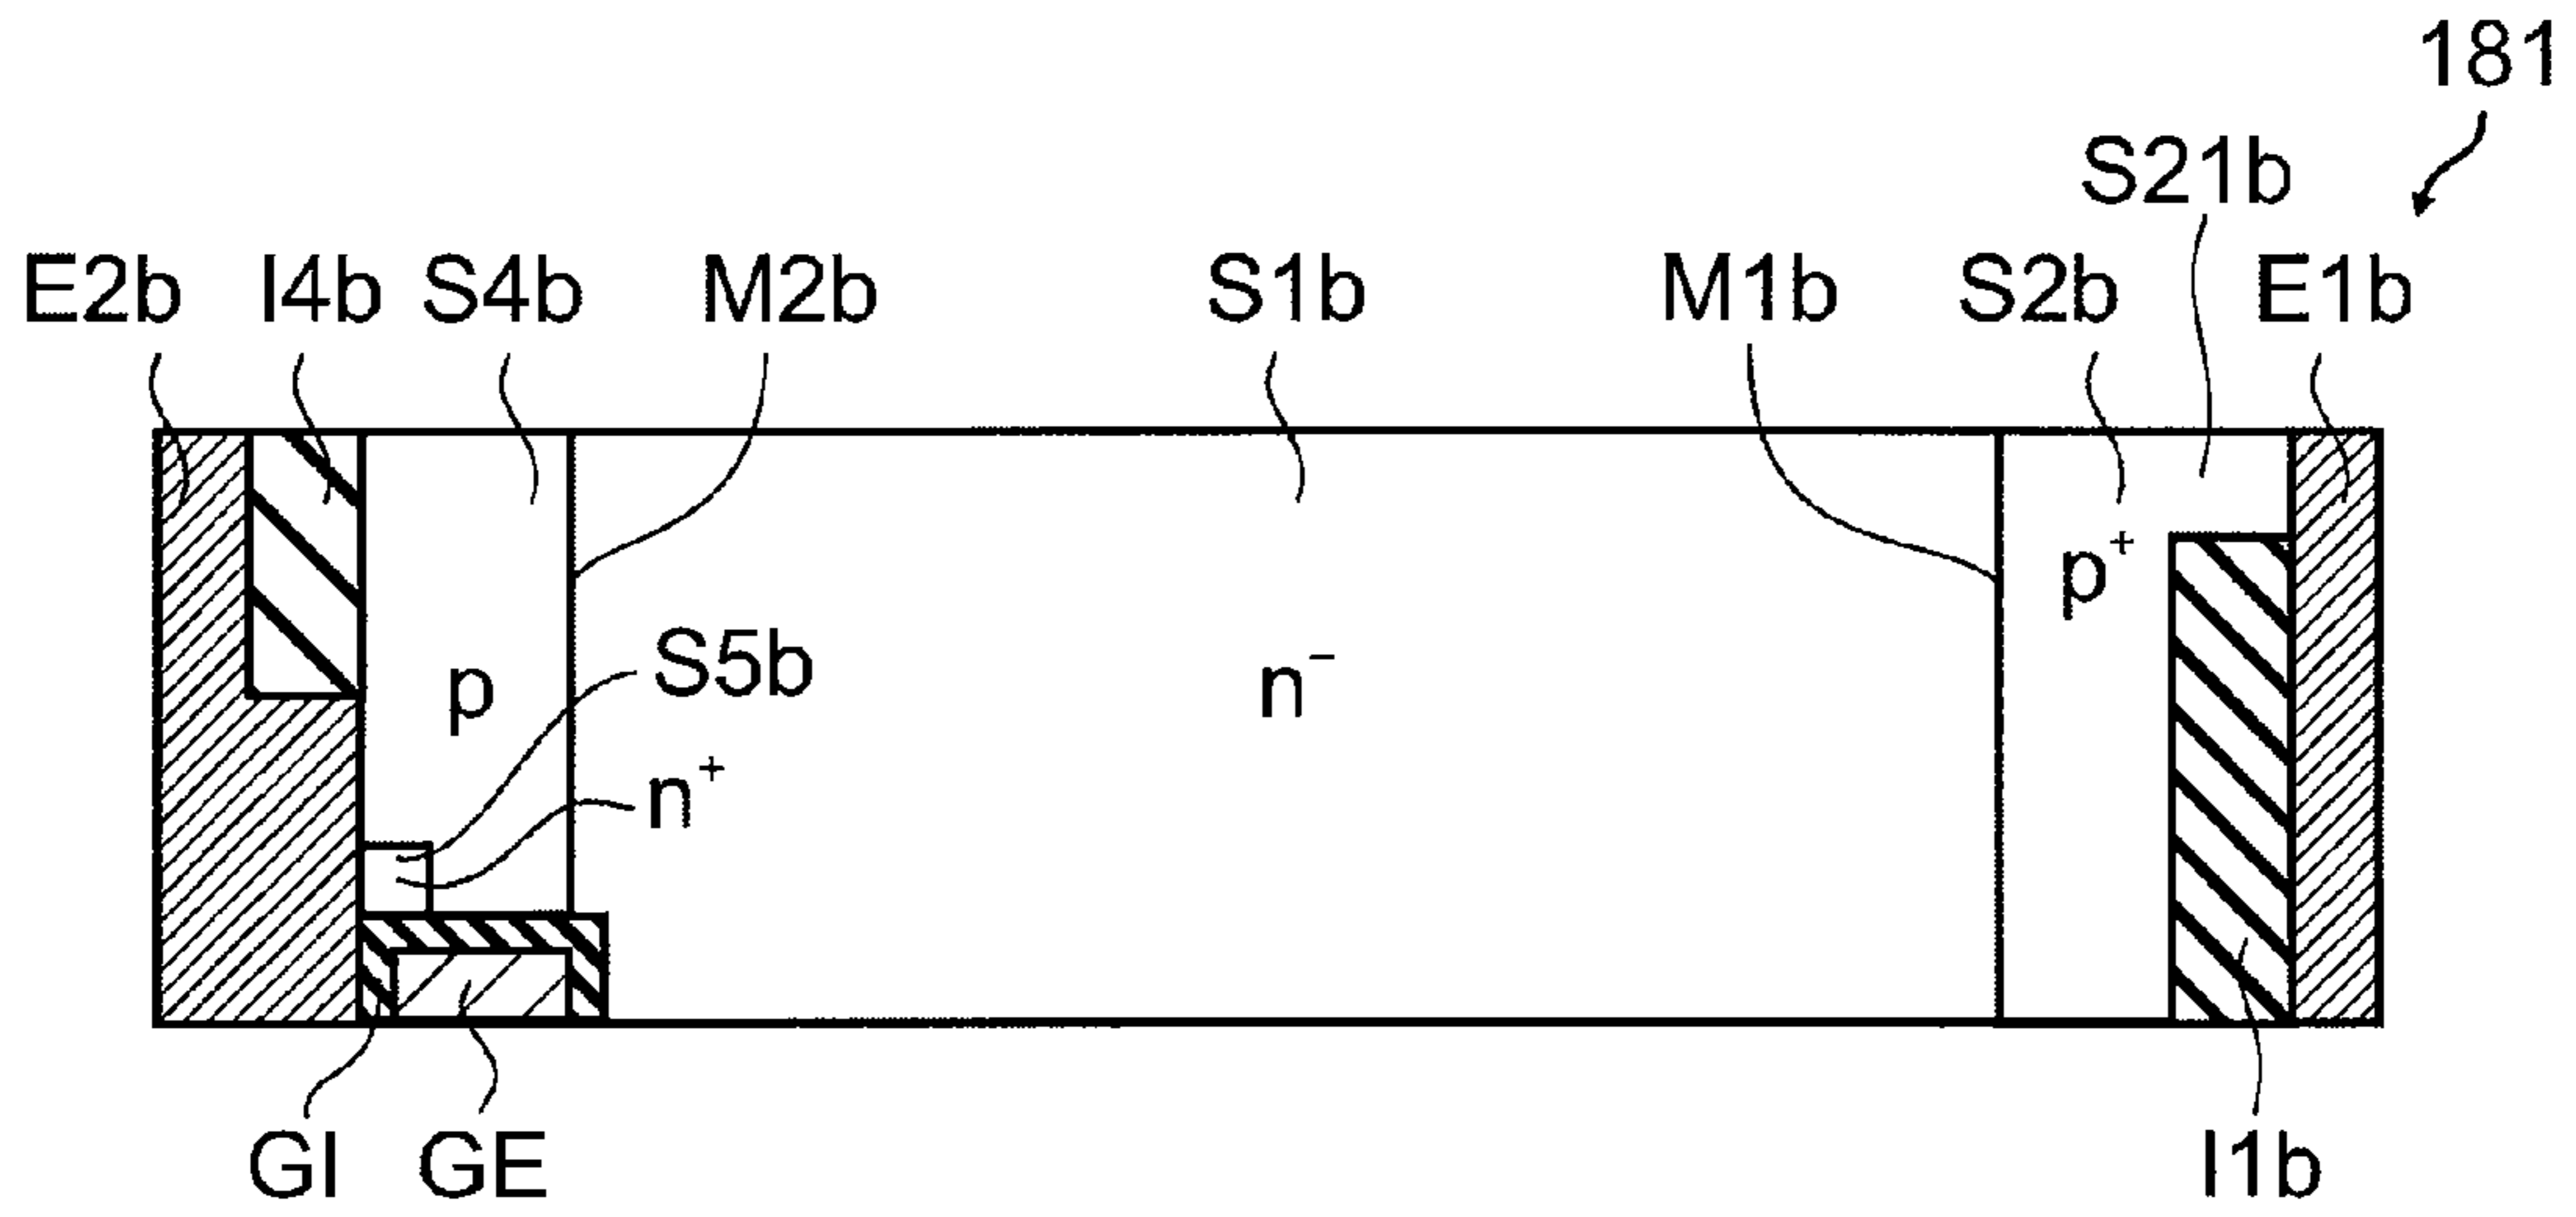 181
S21b
E2b I4b S4b M2b S1b M1b S2b E1b
p⁺
S5b
p n⁻
n⁺
GI GE I1b